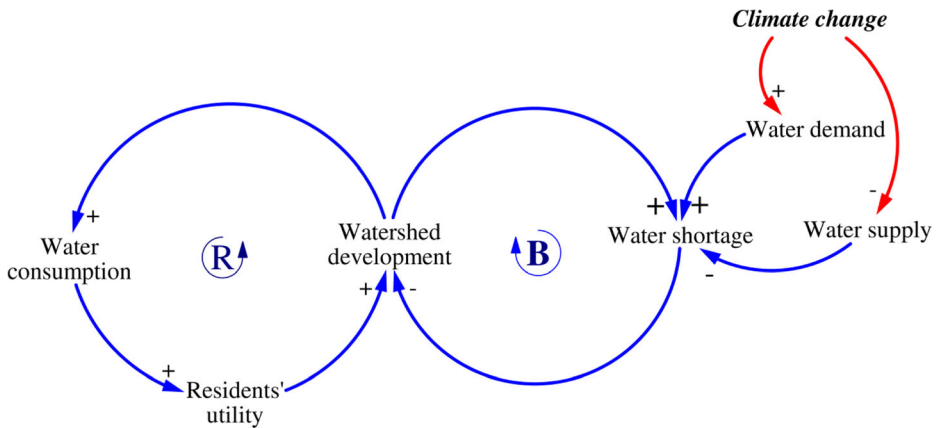 Climate change
+
Water demand
+
-
+
+
+
Water
consumption
R
Watershed
development
B
Water shortage
Water supply
+
-
-
+
Residents'
utility